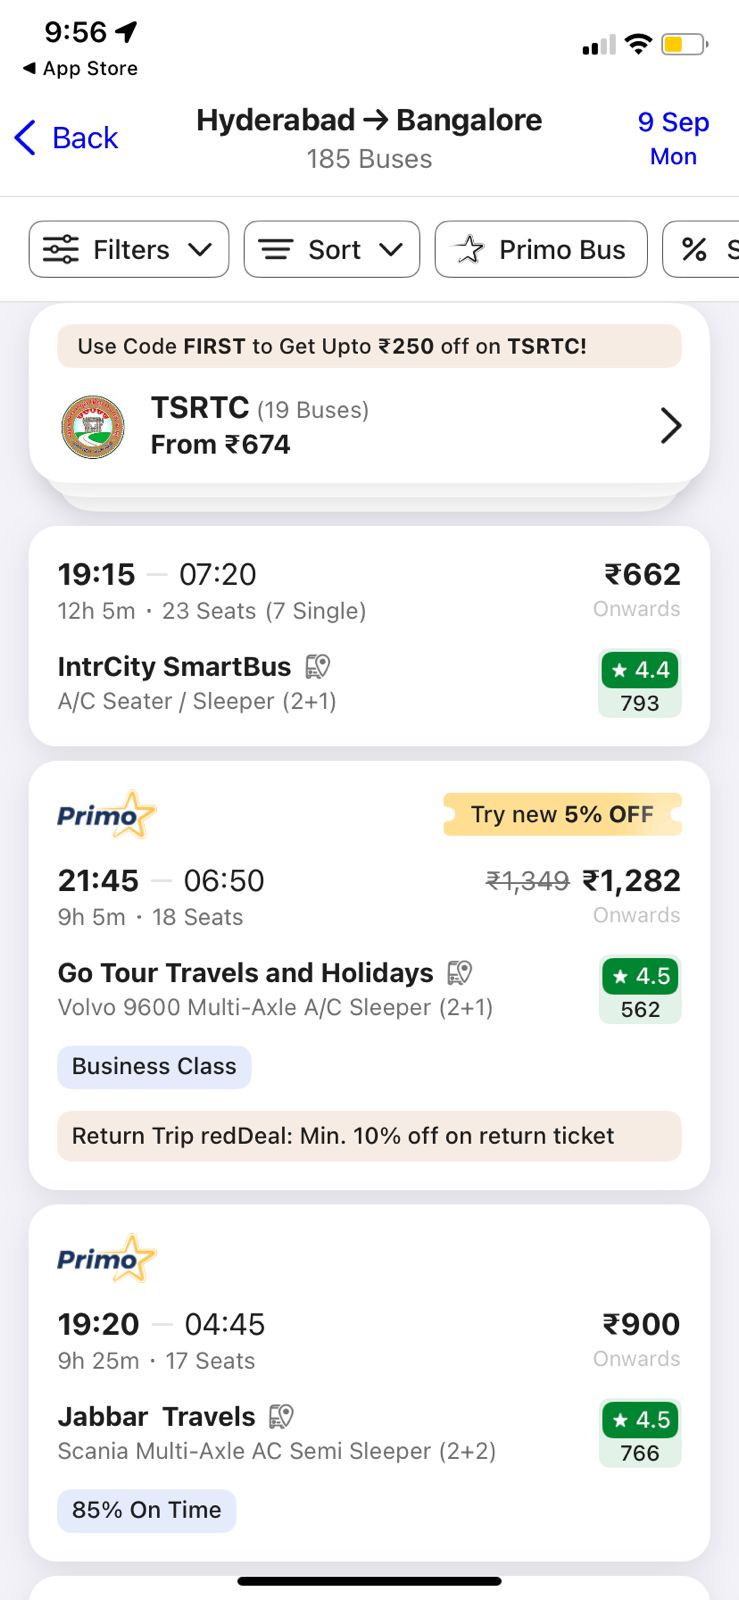 9:56
◀ App Store
Back
Hyderabad → Bangalore
185 Buses
9 Sep
Mon
Filters
Sort
Primo Bus
% S
Use Code FIRST to Get Upto ₹250 off on TSRTC!
TSRTC (19 Buses)
From ₹674
19:15 — 07:20
₹662
12h 5m · 23 Seats (7 Single)
Onwards
IntrCity SmartBus
★ 4.4
A/C Seater / Sleeper (2+1)
793
Primo
Try new 5% OFF
21:45 — 06:50
₹1,349 ₹1,282
9h 5m · 18 Seats
Onwards
Go Tour Travels and Holidays
★ 4.5
Volvo 9600 Multi-Axle A/C Sleeper (2+1)
562
Business Class
Return Trip redDeal: Min. 10% off on return ticket
Primo
19:20 — 04:45
₹900
9h 25m · 17 Seats
Onwards
Jabbar  Travels
★ 4.5
Scania Multi-Axle AC Semi Sleeper (2+2)
766
85% On Time